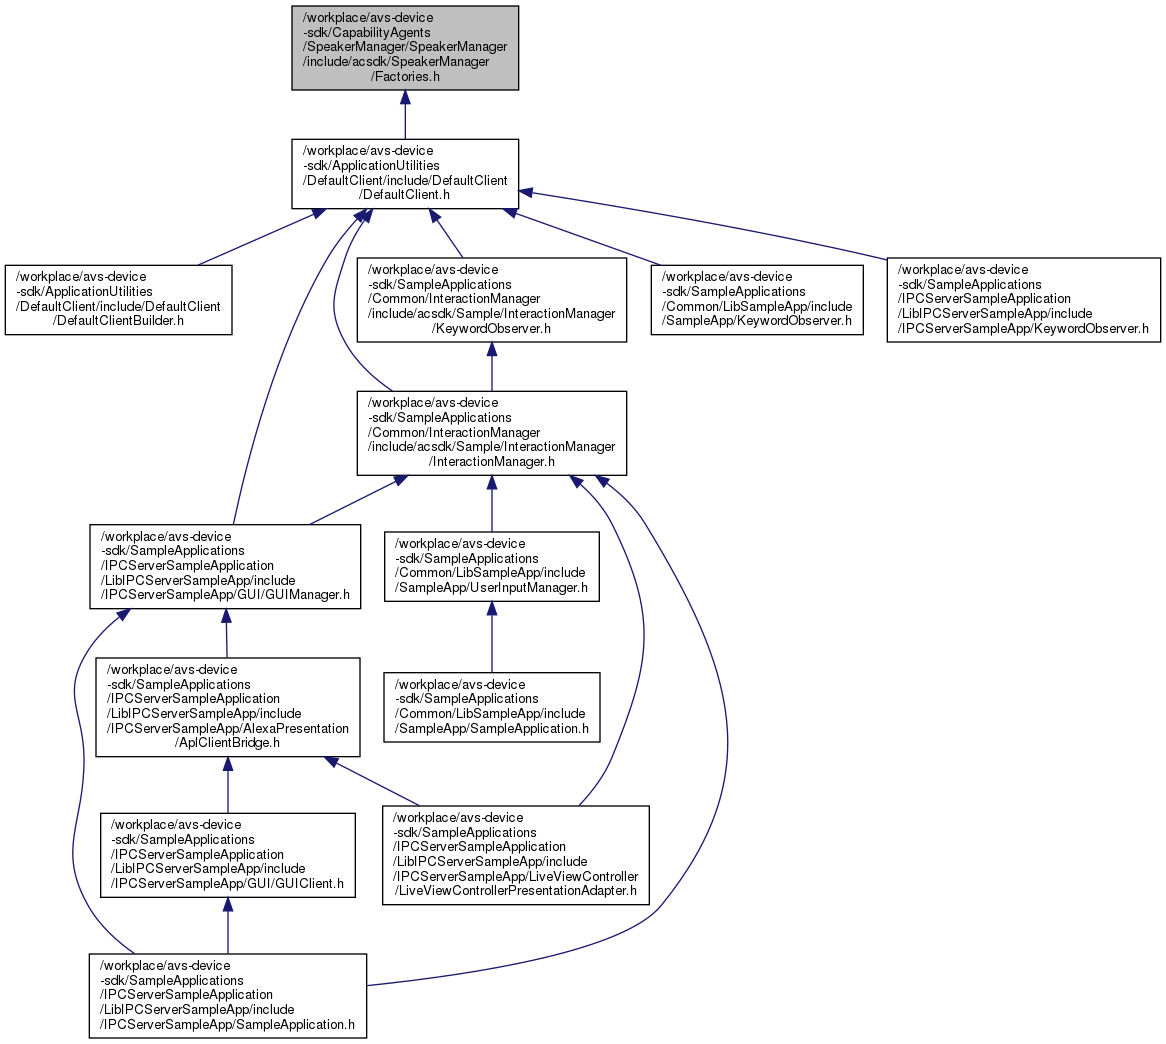 /workplace/avs-device
-sdk/CapabilityAgents
/SpeakerManager/SpeakerManager
/include/acsdk/SpeakerManager
/Factories.h
/workplace/avs-device
-sdk/ApplicationUtilities
/DefaultClient/include/DefaultClient
/DefaultClient.h
/workplace/avs-device
-sdk/ApplicationUtilities
/DefaultClient/include/DefaultClient
/DefaultClientBuilder.h
/workplace/avs-device
-sdk/SampleApplications
/Common/InteractionManager
/include/acsdk/Sample/InteractionManager
/KeywordObserver.h
/workplace/avs-device
-sdk/SampleApplications
/Common/LibSampleApp/include
/SampleApp/KeywordObserver.h
/workplace/avs-device
-sdk/SampleApplications
/IPCServerSampleApplication
/LibIPCServerSampleApp/include
/IPCServerSampleApp/KeywordObserver.h
/workplace/avs-device
-sdk/SampleApplications
/Common/InteractionManager
/include/acsdk/Sample/InteractionManager
/InteractionManager.h
/workplace/avs-device
-sdk/SampleApplications
/IPCServerSampleApplication
/LibIPCServerSampleApp/include
/IPCServerSampleApp/GUI/GUIManager.h
/workplace/avs-device
-sdk/SampleApplications
/Common/LibSampleApp/include
/SampleApp/UserInputManager.h
/workplace/avs-device
-sdk/SampleApplications
/IPCServerSampleApplication
/LibIPCServerSampleApp/include
/IPCServerSampleApp/AlexaPresentation
/AplClientBridge.h
/workplace/avs-device
-sdk/SampleApplications
/Common/LibSampleApp/include
/SampleApp/SampleApplication.h
/workplace/avs-device
-sdk/SampleApplications
/IPCServerSampleApplication
/LibIPCServerSampleApp/include
/IPCServerSampleApp/GUI/GUIClient.h
/workplace/avs-device
-sdk/SampleApplications
/IPCServerSampleApplication
/LibIPCServerSampleApp/include
/IPCServerSampleApp/LiveViewController
/LiveViewControllerPresentationAdapter.h
/workplace/avs-device
-sdk/SampleApplications
/IPCServerSampleApplication
/LibIPCServerSampleApp/include
/IPCServerSampleApp/SampleApplication.h